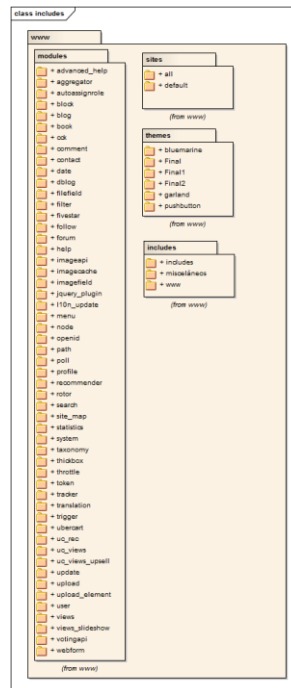 class includes
www
modules
+ advanced_help
+ aggregator
+ autoassignrole
+ block
+ blog
+ book
+ cck
+ comment
+ contact
+ date
+ dblog
+ filefield
+ filter
+ fivestar
+ follow
+ forum
+ help
+ imageapi
+ imagecache
+ imagefield
+ jquery_plugin
+ l10n_update
+ menu
+ node
+ openid
+ path
+ poll
+ profile
+ recommender
+ rotor
+ search
+ site_map
+ statistics
+ system
+ taxonomy
+ thickbox
+ throttle
+ token
+ tracker
+ translation
+ trigger
+ ubercart
+ uc_rec
+ uc_views
+ uc_views_upsell
+ update
+ upload
+ upload_element
+ user
+ views
+ views_slideshow
+ votingapi
+ webform
(from www)
sites
+ all
+ default
(from www)
themes
+ bluemarine
+ Final
+ Final1
+ Final2
+ garland
+ pushbutton
(from www)
includes
+ includes
+ misceláneos
+ www
(from www)